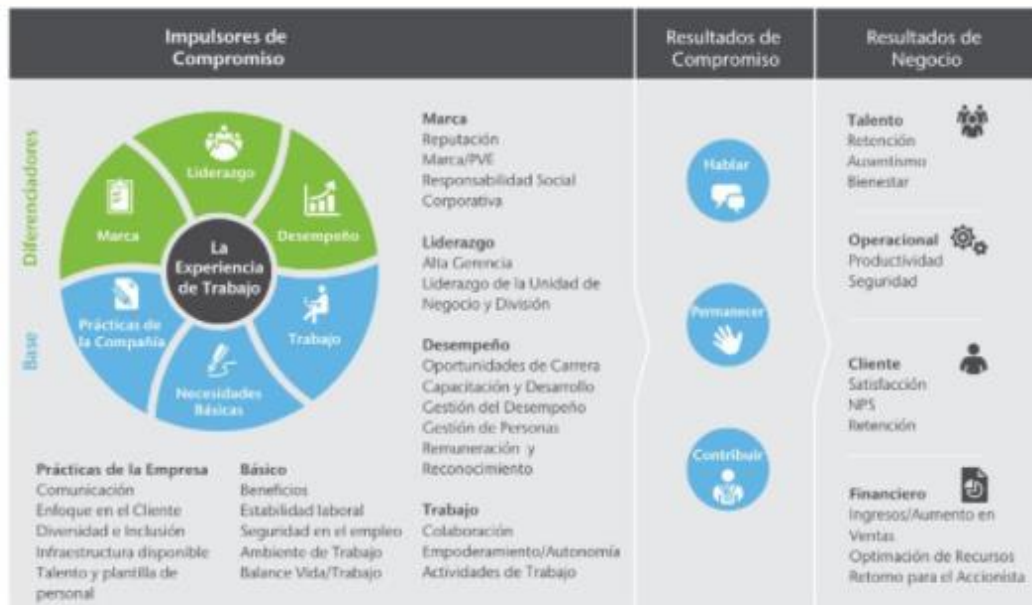 Impulsores de
Compromiso
Resultados de
Compromiso
Resultados de
Negocio
Diferenciadores
Base
Liderazgo
Marca
Desempeño
La
Experiencia
de Trabajo
Prácticas de
la Compañía
Trabajo
Necesidades
Básicas
Prácticas de la Empresa
Comunicación
Enfoque en el Cliente
Diversidad e Inclusión
Infraestructura disponible
Talento y plantilla de
personal
Básico
Beneficios
Estabilidad laboral
Seguridad en el empleo
Ambiente de Trabajo
Balance Vida/Trabajo
Marca
Reputación
Marca/PVE
Responsabilidad Social
Corporativa
Liderazgo
Alta Gerencia
Liderazgo de la Unidad de
Negocio y División
Desempeño
Oportunidades de Carrera
Capacitación y Desarrollo
Gestión del Desempeño
Gestión de Personas
Remuneración y
Reconocimiento
Trabajo
Colaboración
Empoderamiento/Autonomía
Actividades de Trabajo
Hablar
Permanecer
Contribuir
Talento
Retención
Ausentismo
Bienestar
Operacional
Productividad
Seguridad
Cliente
Satisfacción
NPS
Retención
Financiero
Ingresos/Aumento en
Ventas
Optimación de Recursos
Retorno para el Accionista